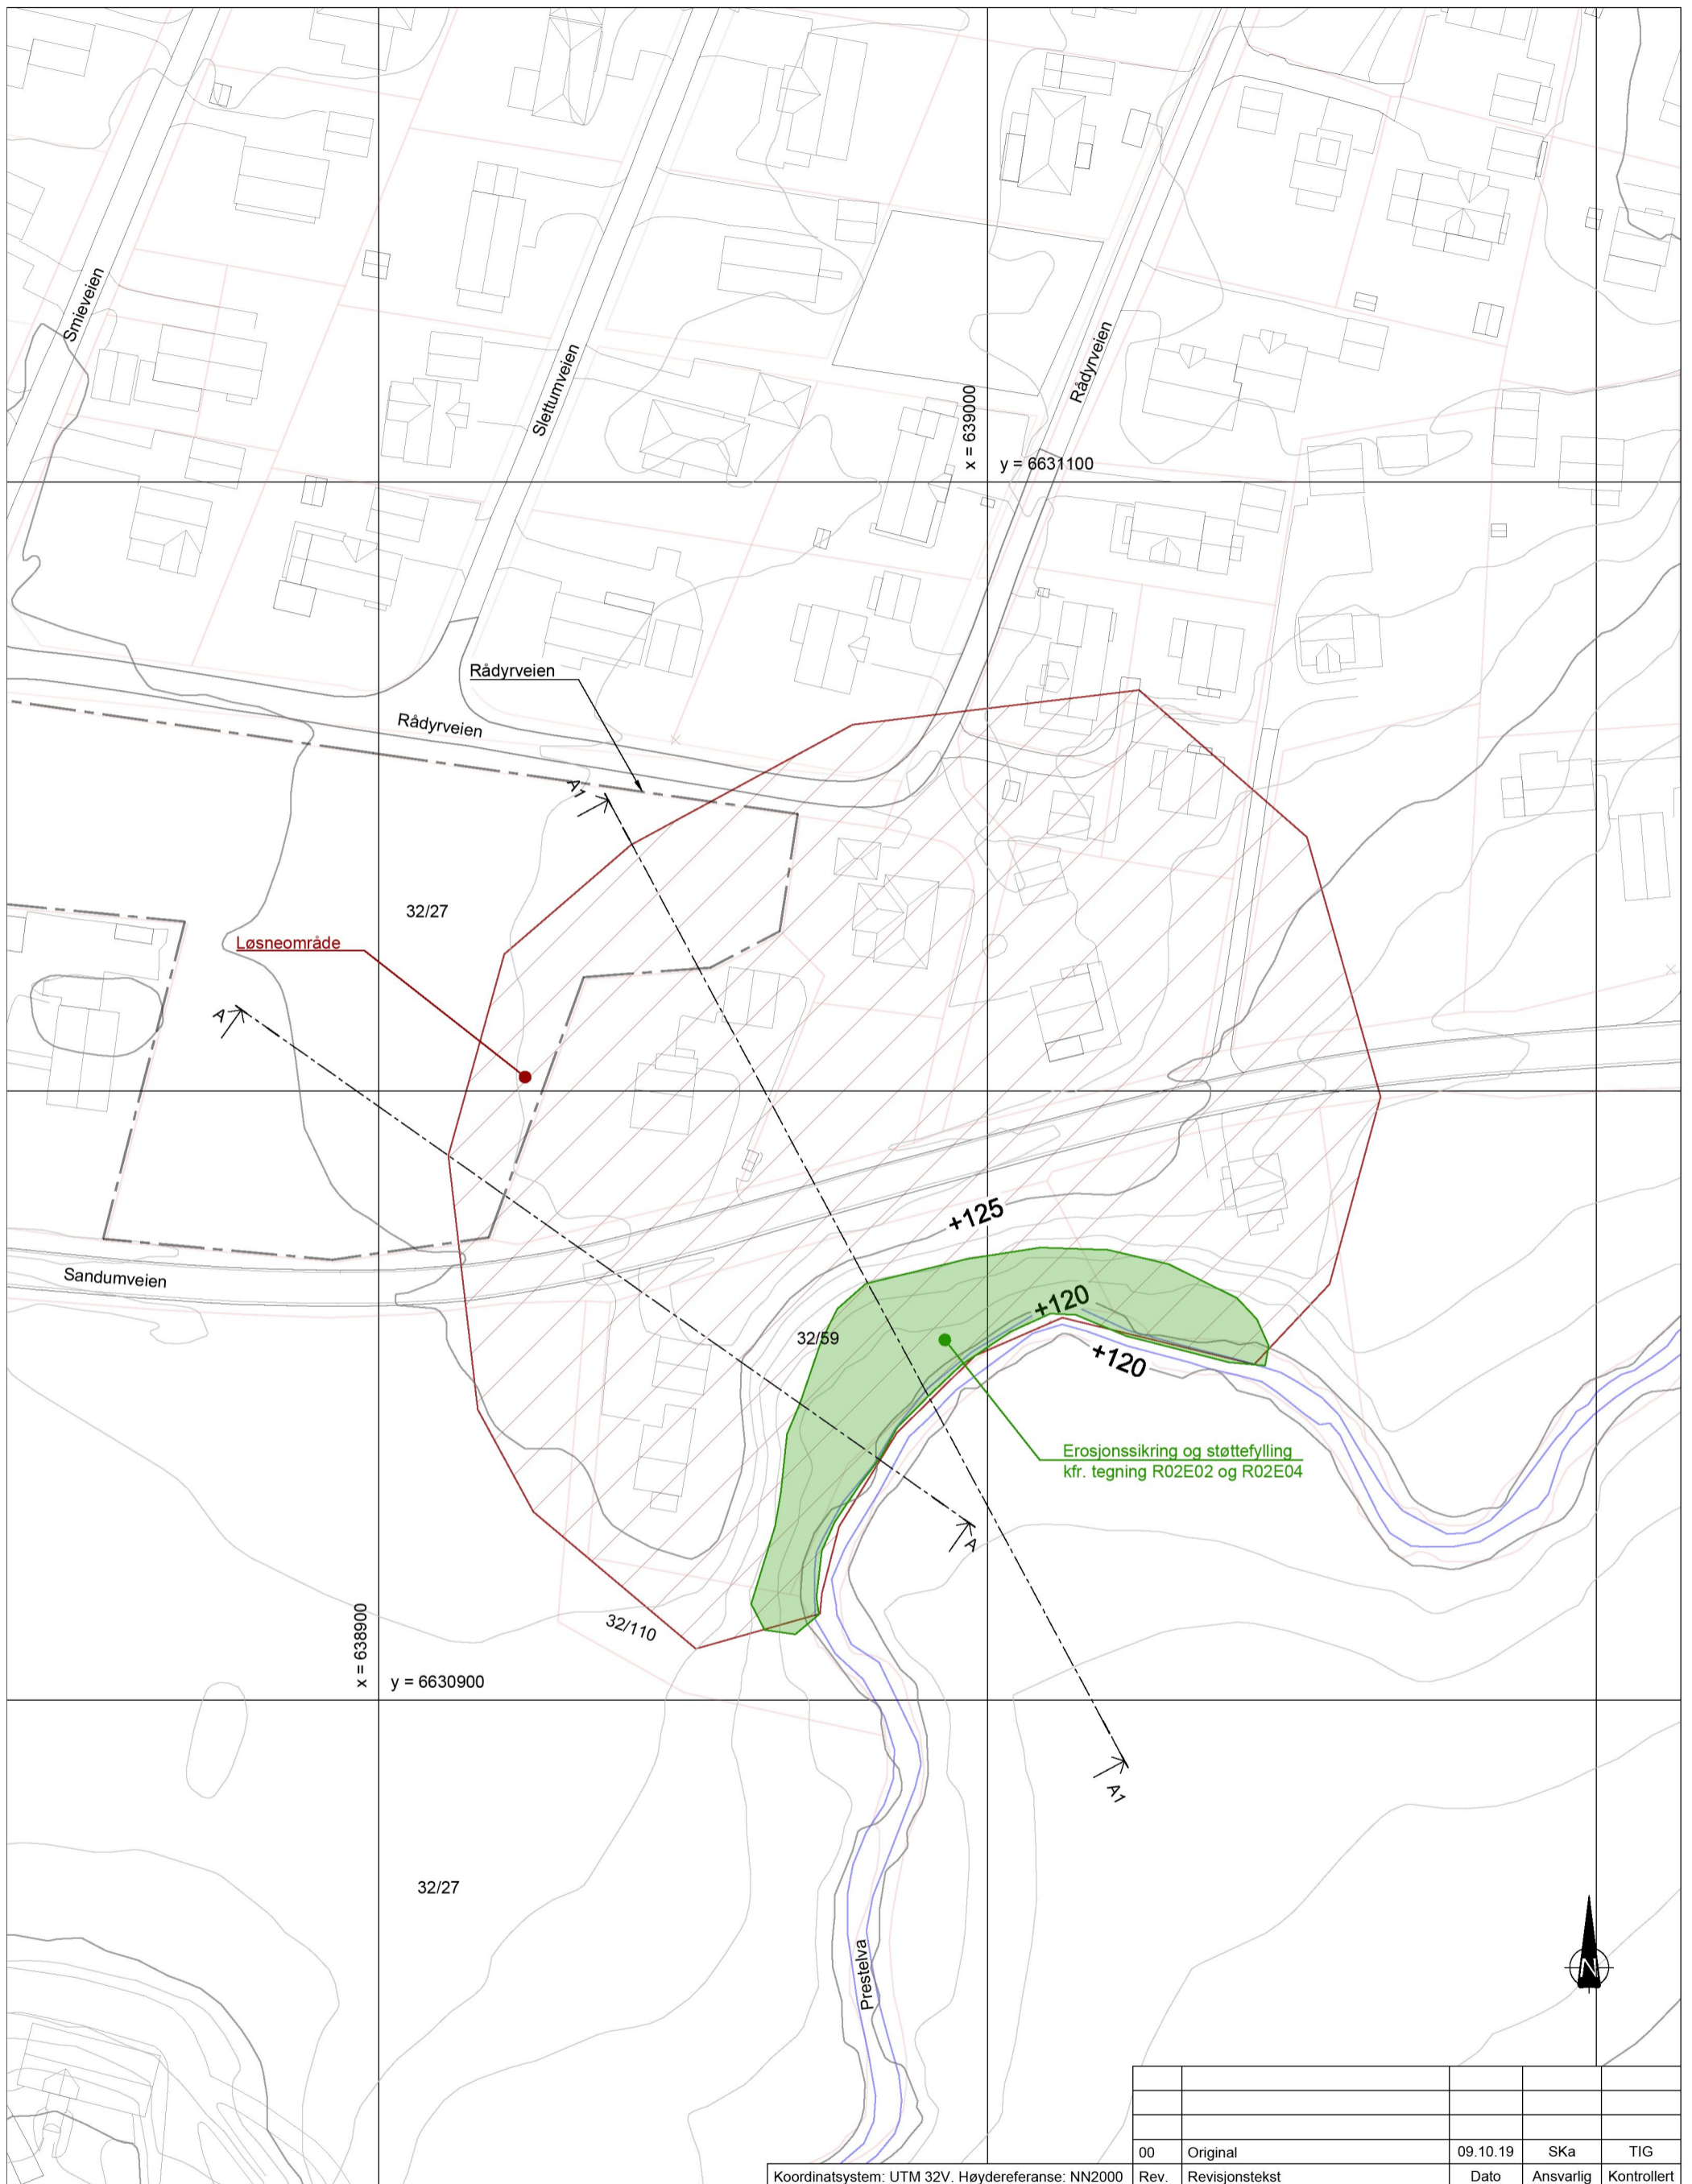 Smieveien
Slettumveien
Rådyrveien
x = 639000
y = 6631100
Rådyrveien
Rådyrveien
A1
32/27
Løsneområde
A
+125
Sandumveien
+120
32/59
+120
Erosjonssikring og støttefylling
kfr. tegning R02E02 og R02E04
A
32/110
x = 638900
y = 6630900
A1
32/27
Prestelva
N
00 Original 09.10.19 SKa TIG
Koordinatsystem: UTM 32V. Høydereferanse: NN2000 Rev. Revisjonstekst Dato Ansvarlig Kontrollert